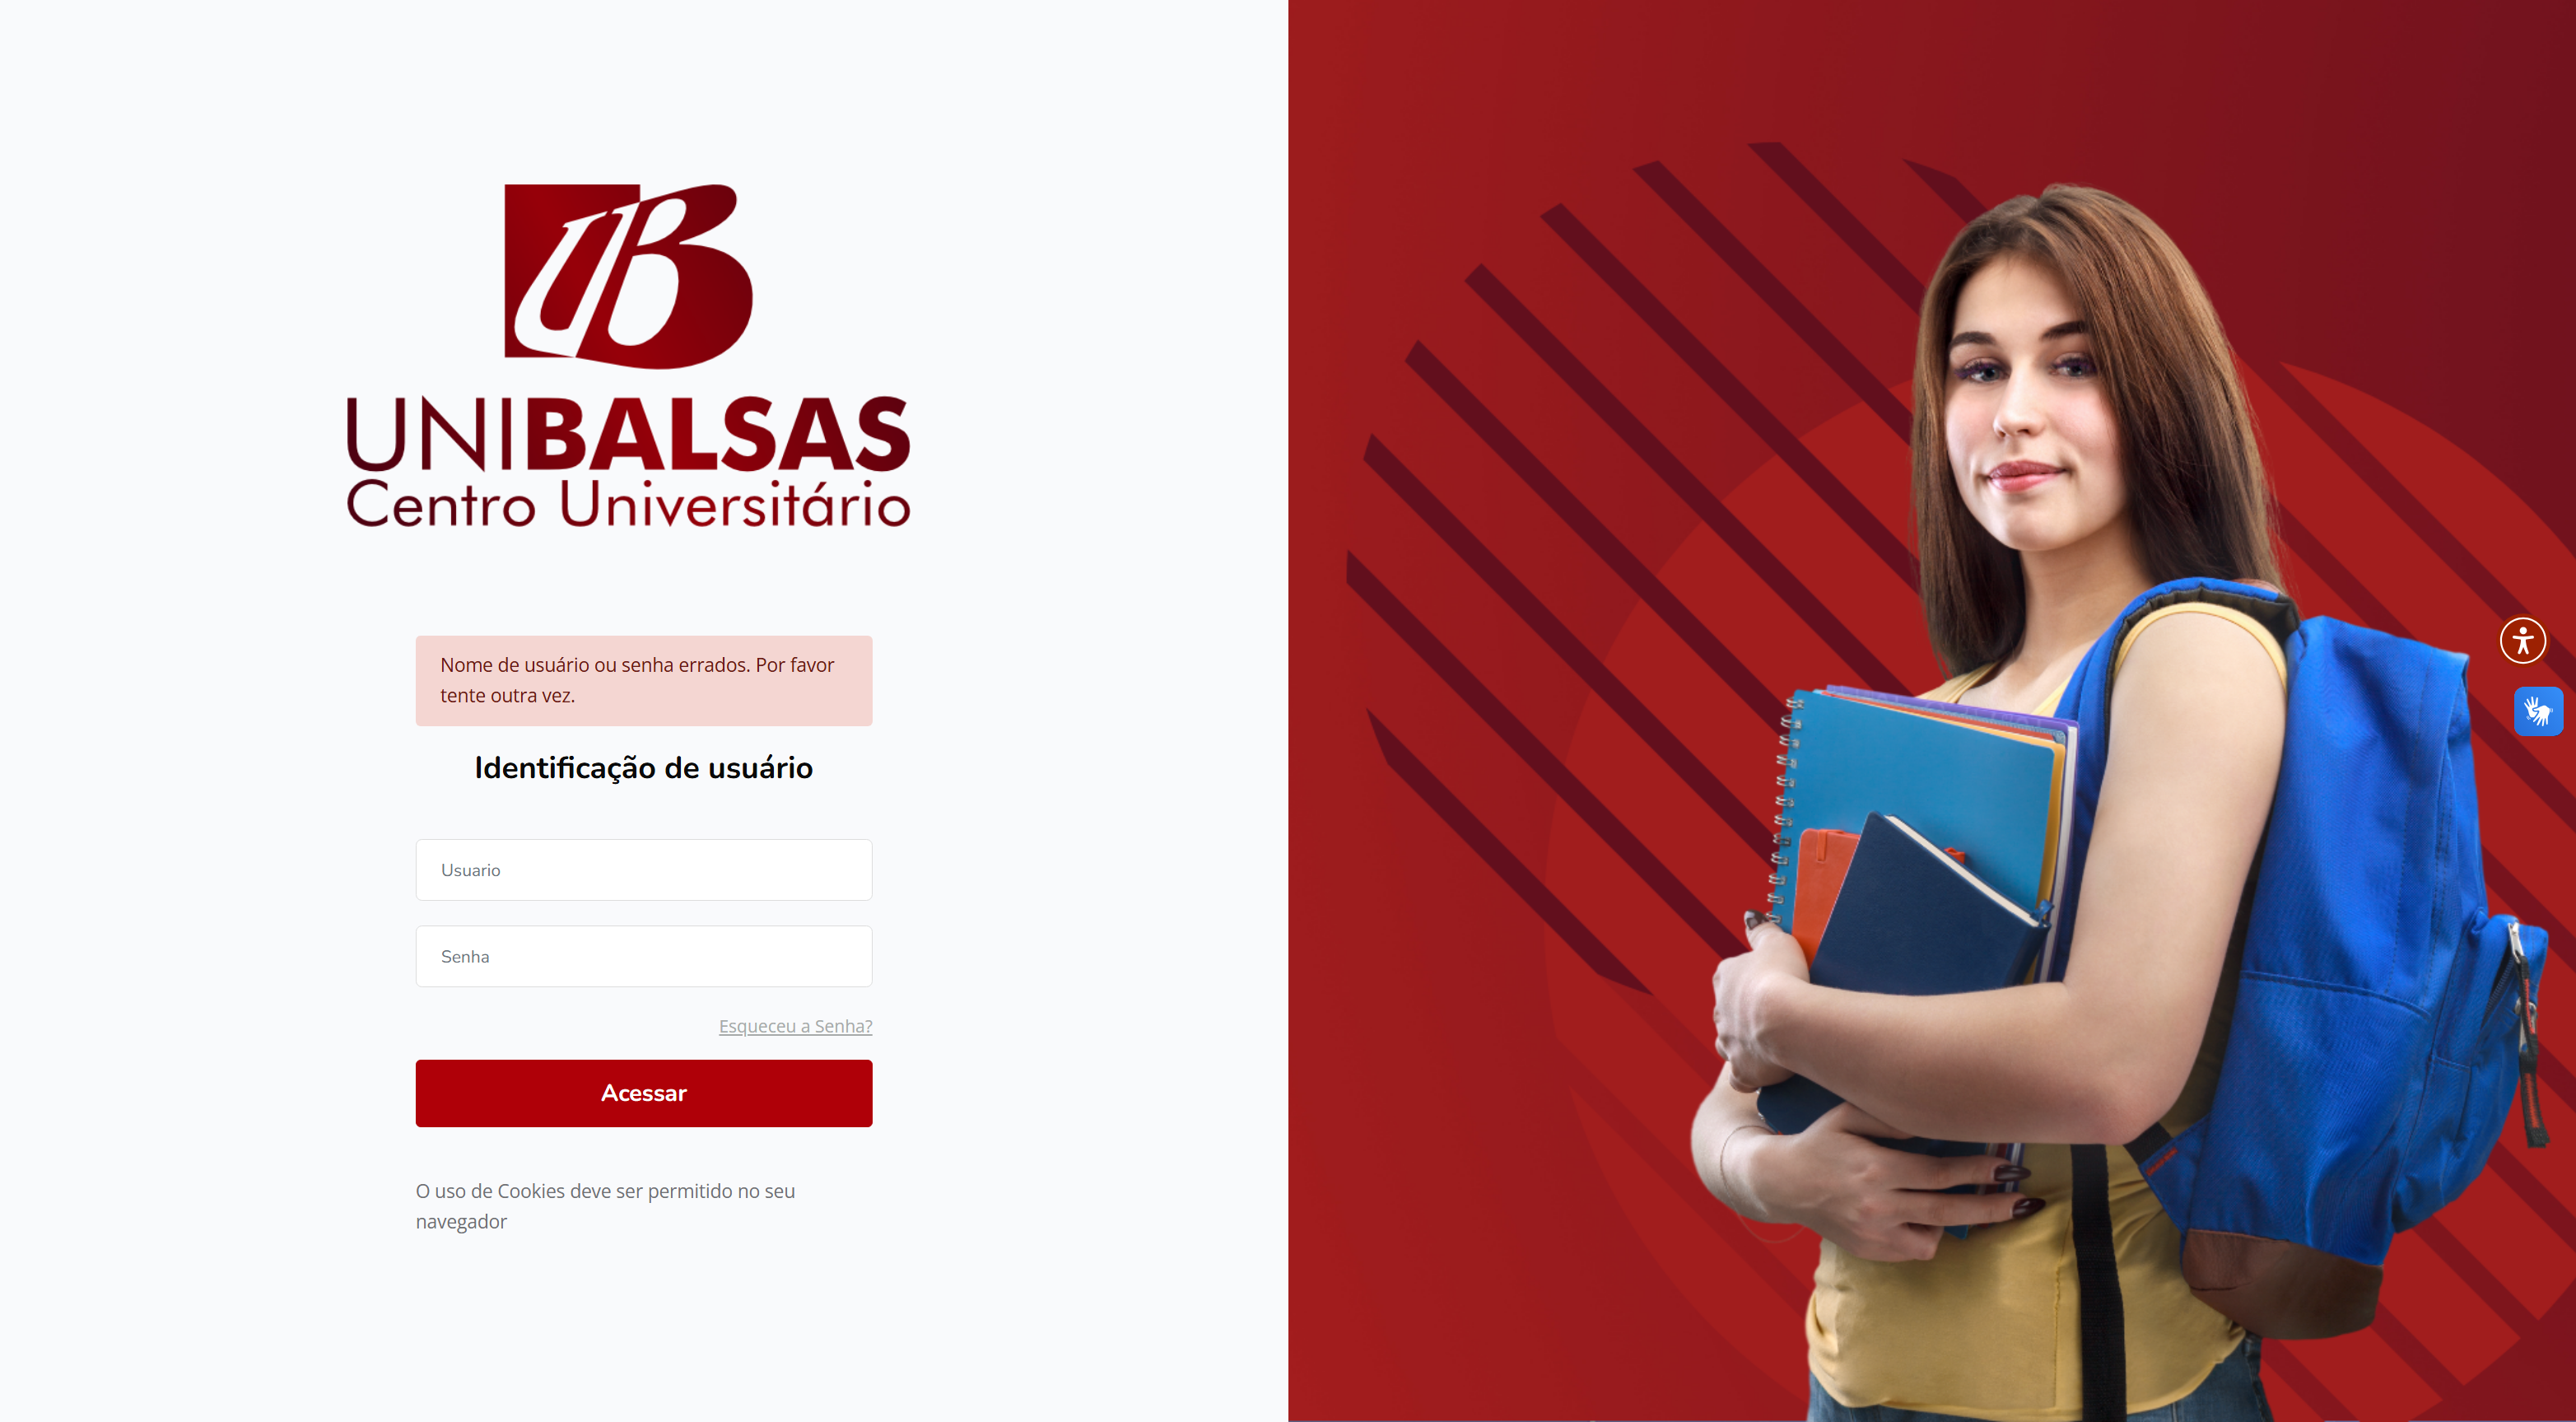 UB
UNIBALSAS
Centro Universitário
Nome de usuário ou senha errados. Por favor
tente outra vez.
Identificação de usuário
Usuario
Senha
Esqueceu a Senha?
Acessar
O uso de Cookies deve ser permitido no seu
navegador